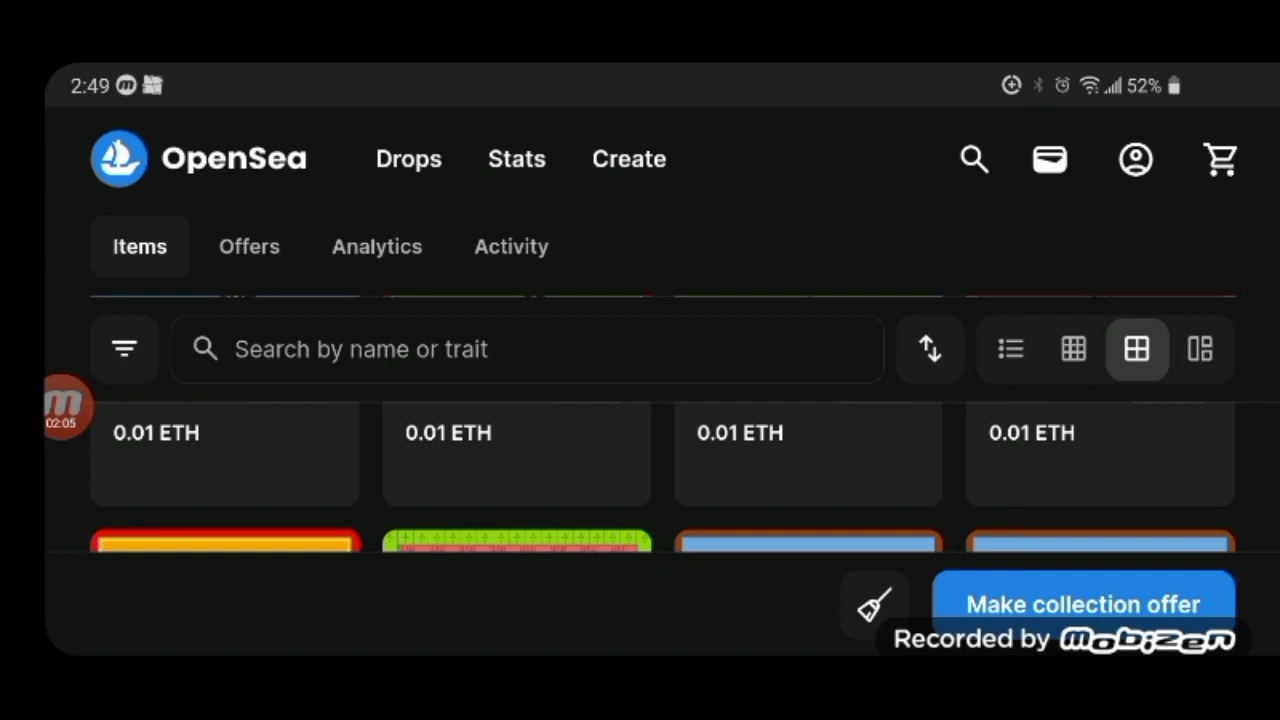 2:49 52%
OpenSea Drops Stats Create
Items Offers Analytics Activity
Search by name or trait
02:05
0.01 ETH 0.01 ETH 0.01 ETH 0.01 ETH
Make collection offer
Recorded by mobizen